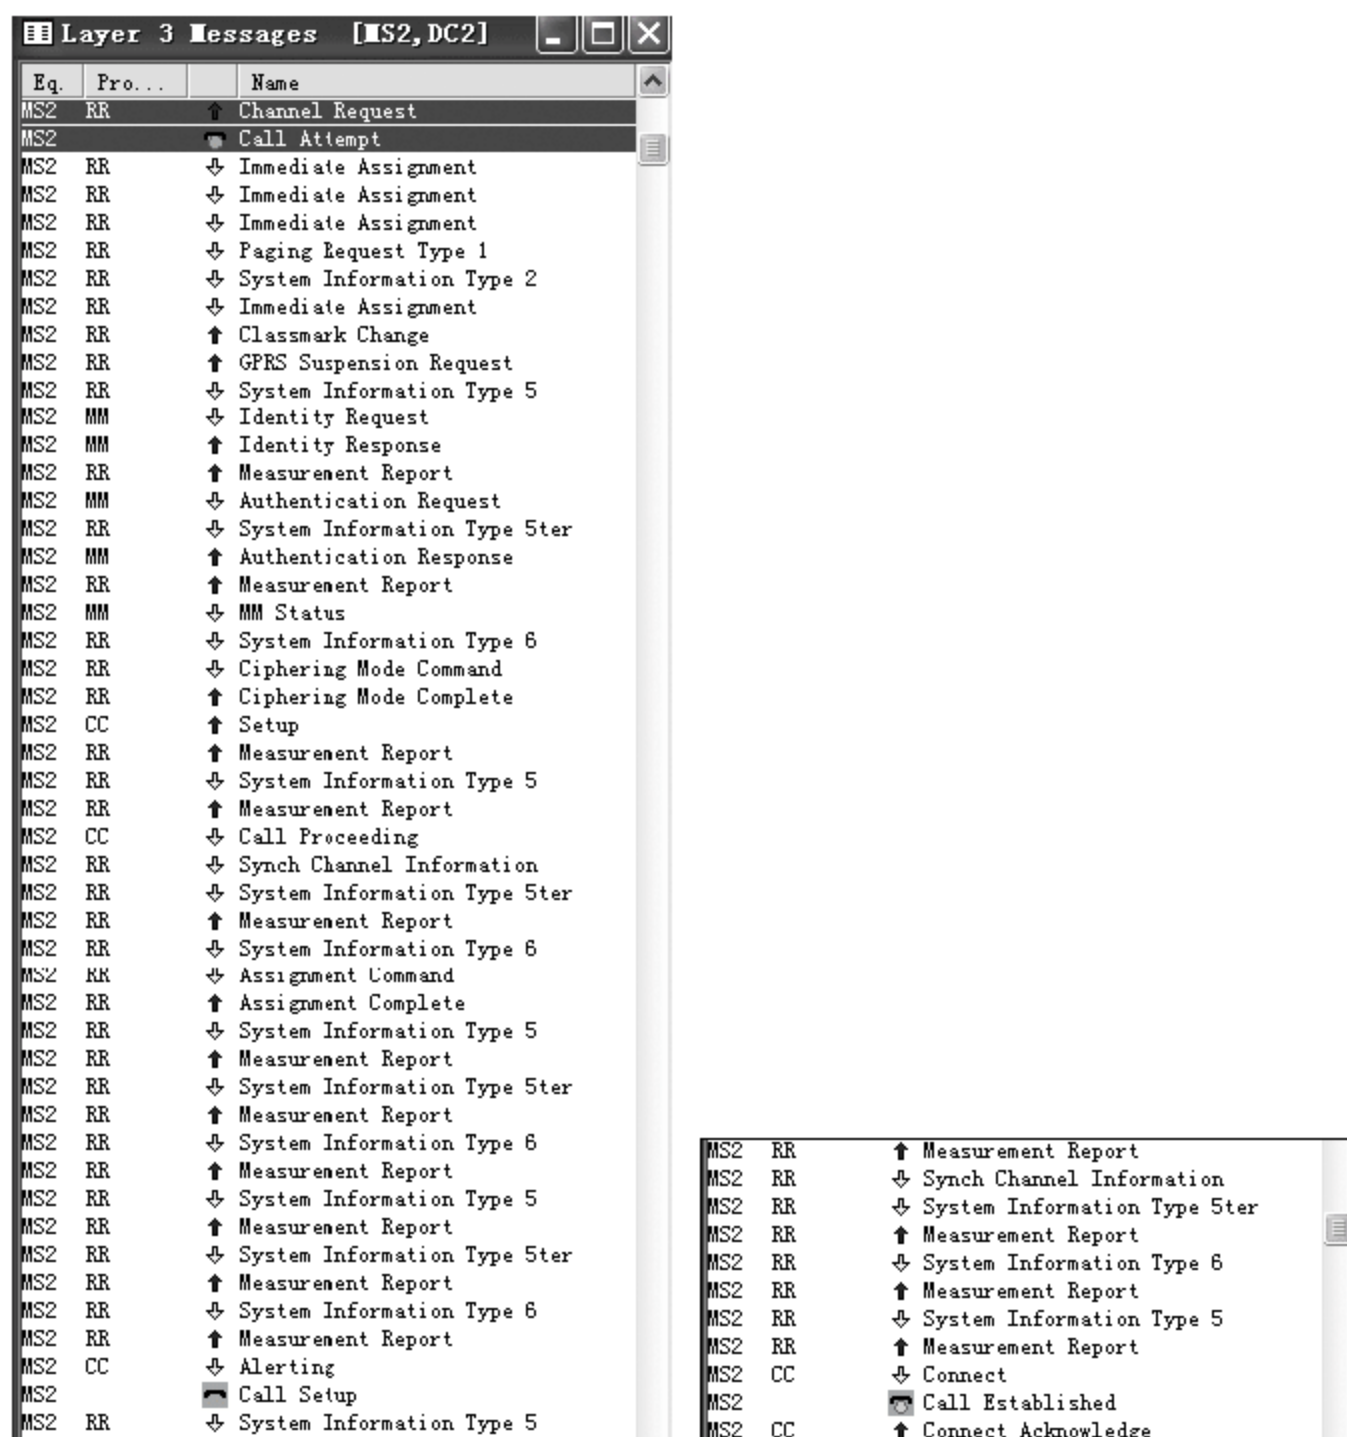 Layer 3 Messages [MS2,DC2]
Eq. Pro... Name
MS2 RR Channel Request
MS2 Call Attempt
MS2 RR Immediate Assignment
MS2 RR Immediate Assignment
MS2 RR Immediate Assignment
MS2 RR Paging Request Type 1
MS2 RR System Information Type 2
MS2 RR Immediate Assignment
MS2 RR Classmark Change
MS2 RR GPRS Suspension Request
MS2 RR System Information Type 5
MS2 MM Identity Request
MS2 MM Identity Response
MS2 RR Measurement Report
MS2 MM Authentication Request
MS2 RR System Information Type 5ter
MS2 MM Authentication Response
MS2 RR Measurement Report
MS2 MM MM Status
MS2 RR System Information Type 6
MS2 RR Ciphering Mode Command
MS2 RR Ciphering Mode Complete
MS2 CC Setup
MS2 RR Measurement Report
MS2 RR System Information Type 5
MS2 RR Measurement Report
MS2 CC Call Proceeding
MS2 RR Synch Channel Information
MS2 RR System Information Type 5ter
MS2 RR Measurement Report
MS2 RR System Information Type 6
MS2 RR Assignment Command
MS2 RR Assignment Complete
MS2 RR System Information Type 5
MS2 RR Measurement Report
MS2 RR System Information Type 5ter
MS2 RR Measurement Report
MS2 RR System Information Type 6
MS2 RR Measurement Report
MS2 RR System Information Type 5
MS2 RR Measurement Report
MS2 RR System Information Type 5ter
MS2 RR Measurement Report
MS2 RR System Information Type 6
MS2 RR Measurement Report
MS2 CC Alerting
MS2 Call Setup
MS2 RR System Information Type 5
MS2 RR Measurement Report
MS2 RR Synch Channel Information
MS2 RR System Information Type 5ter
MS2 RR Measurement Report
MS2 RR System Information Type 6
MS2 RR Measurement Report
MS2 RR System Information Type 5
MS2 RR Measurement Report
MS2 CC Connect
MS2 Call Established
MS2 CC Connect Acknowledge